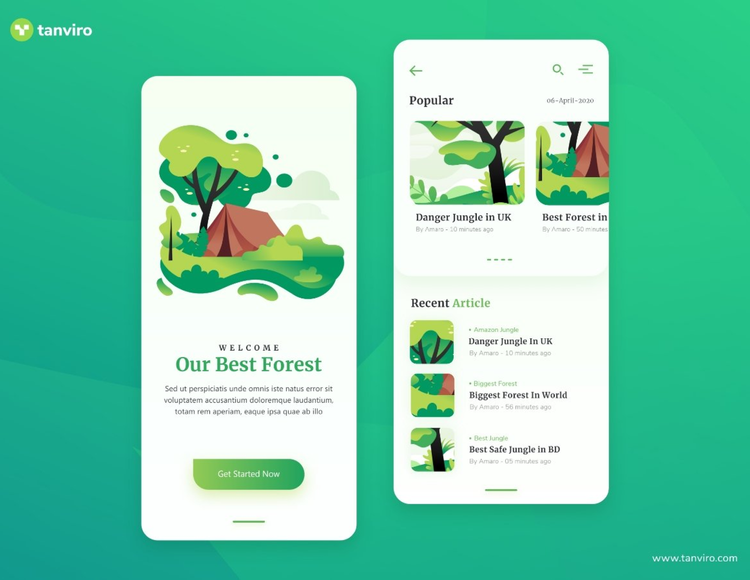 tanviro
WELCOME
Our Best Forest
Sed ut perspiciatis unde omnis iste natus error sit
voluptatem accusantium doloremque laudantium,
totam rem aperiam, eaque ipsa quae ab illo
Get Started Now
Popular
06-April-2020
Danger Jungle in UK
By Amaro - 10 minutes ago
Best Forest in
By Amaro - 50 minutes
Recent Article
• Amazon Jungle
Danger Jungle In UK
By Amaro - 10 minutes ago
• Biggest Forest
Biggest Forest In World
By Amaro - 56 minutes ago
• Best Jungle
Best Safe Jungle in BD
By Amaro - 05 minutes ago
www.tanviro.com